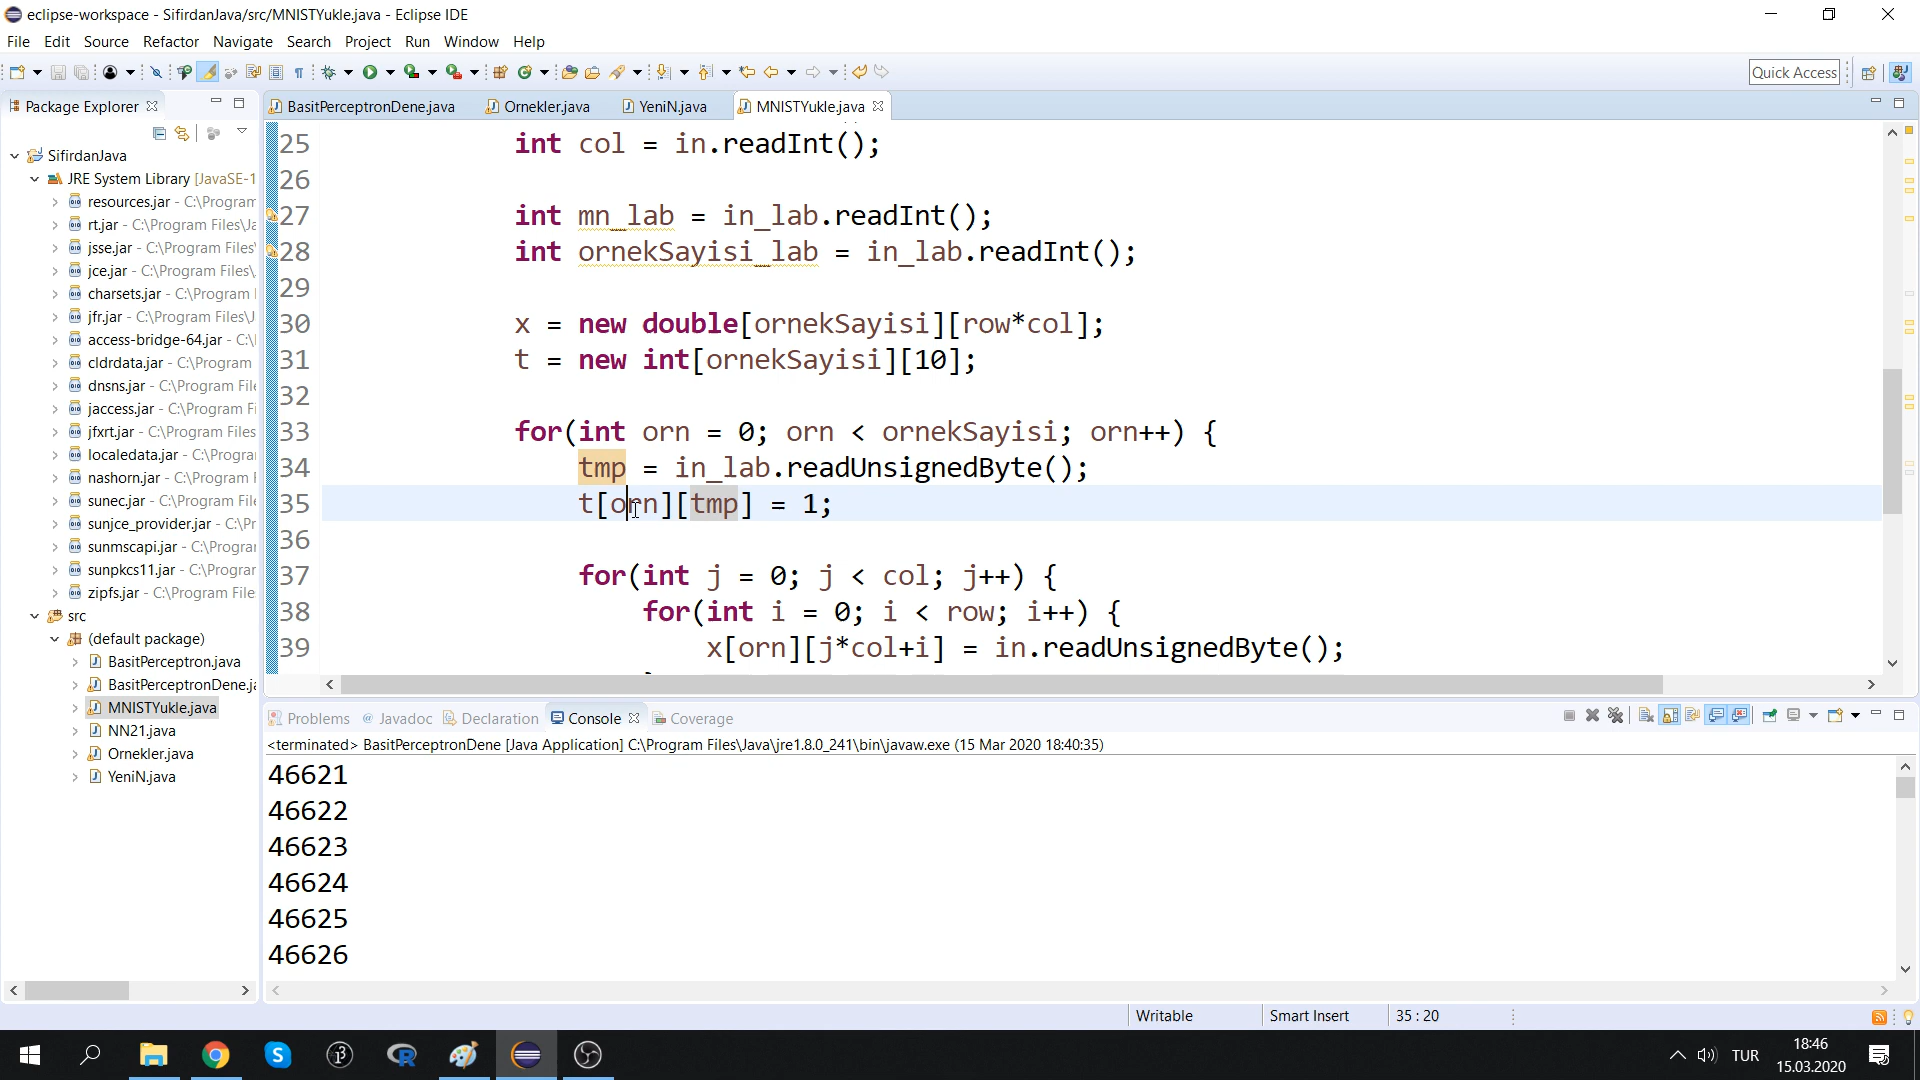 eclipse-workspace - SifirdanJava/src/MNISTYukle.java - Eclipse IDE
File Edit Source Refactor Navigate Search Project Run Window Help
Quick Access
Package Explorer
BasitPerceptronDene.java Ornekler.java YeniN.java MNISTYukle.java
SifirdanJava
JRE System Library [JavaSE-1
resources.jar - C:\Program
rt.jar - C:\Program Files\Ja
jsse.jar - C:\Program Files\
jce.jar - C:\Program Files\
charsets.jar - C:\Program
jfr.jar - C:\Program Files\J
access-bridge-64.jar - C:\
cldrdata.jar - C:\Program
dnsns.jar - C:\Program File
jaccess.jar - C:\Program Fi
jfxrt.jar - C:\Program Files
localedata.jar - C:\Program
nashorn.jar - C:\Program F
sunec.jar - C:\Program File
sunjce_provider.jar - C:\Pr
sunmscapi.jar - C:\Program
sunpkcs11.jar - C:\Program
zipfs.jar - C:\Program File
src
(default package)
BasitPerceptron.java
BasitPerceptronDene.ja
MNISTYukle.java
NN21.java
Ornekler.java
YeniN.java
25 int col = in.readInt();
26
27 int mn_lab = in_lab.readInt();
28 int ornekSayisi_lab = in_lab.readInt();
29
30 x = new double[ornekSayisi][row*col];
31 t = new int[ornekSayisi][10];
32
33 for(int orn = 0; orn < ornekSayisi; orn++) {
34 tmp = in_lab.readUnsignedByte();
35 t[orn][tmp] = 1;
36
37 for(int j = 0; j < col; j++) {
38 for(int i = 0; i < row; i++) {
39 x[orn][j*col+i] = in.readUnsignedByte();
Problems Javadoc Declaration Console Coverage
<terminated> BasitPerceptronDene [Java Application] C:\Program Files\Java\jre1.8.0_241\bin\javaw.exe (15 Mar 2020 18:40:35)
46621
46622
46623
46624
46625
46626
Writable Smart Insert 35 : 20
TUR
18:46
15.03.2020